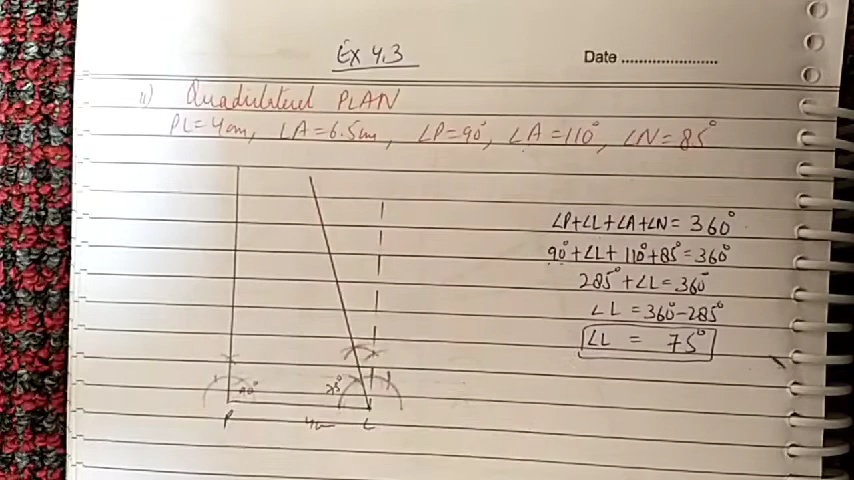 Ex 4.3
Date ........................
ii) Quadrilateral PLAN
PL=4cm, LA=6.5cm, ∠P=90°, ∠A=110°, ∠N=85°
∠P+∠L+∠A+∠N=360°
90°+∠L+110°+85°=360°
285°+∠L=360°
∠L=360°-285°
∠L = 75°
90° 75°
P 4cm L